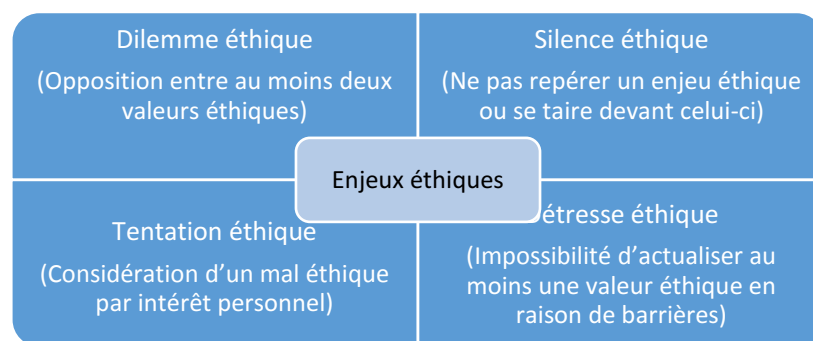 Dilemme éthique
(Opposition entre au moins deux
valeurs éthiques)
Silence éthique
(Ne pas repérer un enjeu éthique
ou se taire devant celui-ci)
Enjeux éthiques
Tentation éthique
(Considération d'un mal éthique
par intérêt personnel)
étresse éthique
(Impossibilité d'actualiser au
moins une valeur éthique en
raison de barrières)